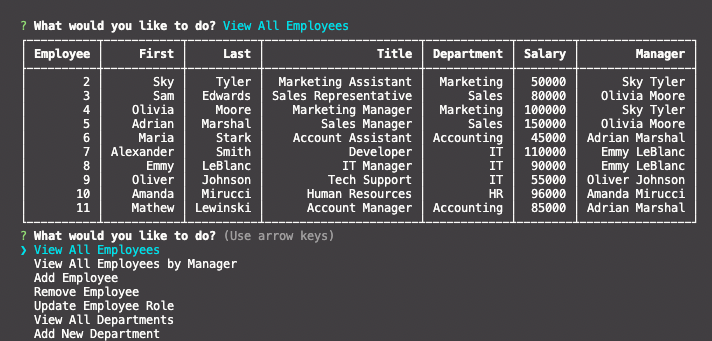 ? What would you like to do? View All Employees
Employee First Last Title Department Salary Manager
2 Sky Tyler Marketing Assistant Marketing 50000 Sky Tyler
3 Sam Edwards Sales Representative Sales 80000 Olivia Moore
4 Olivia Moore Marketing Manager Marketing 100000 Sky Tyler
5 Adrian Marshal Sales Manager Sales 150000 Olivia Moore
6 Maria Stark Account Assistant Accounting 45000 Adrian Marshal
7 Alexander Smith Developer IT 110000 Emmy LeBlanc
8 Emmy LeBlanc IT Manager IT 90000 Emmy LeBlanc
9 Oliver Johnson Tech Support IT 55000 Oliver Johnson
10 Amanda Mirucci Human Resources HR 96000 Amanda Mirucci
11 Mathew Lewinski Account Manager Accounting 85000 Adrian Marshal
? What would you like to do? (Use arrow keys)
❯ View All Employees
View All Employees by Manager
Add Employee
Remove Employee
Update Employee Role
View All Departments
Add New Department